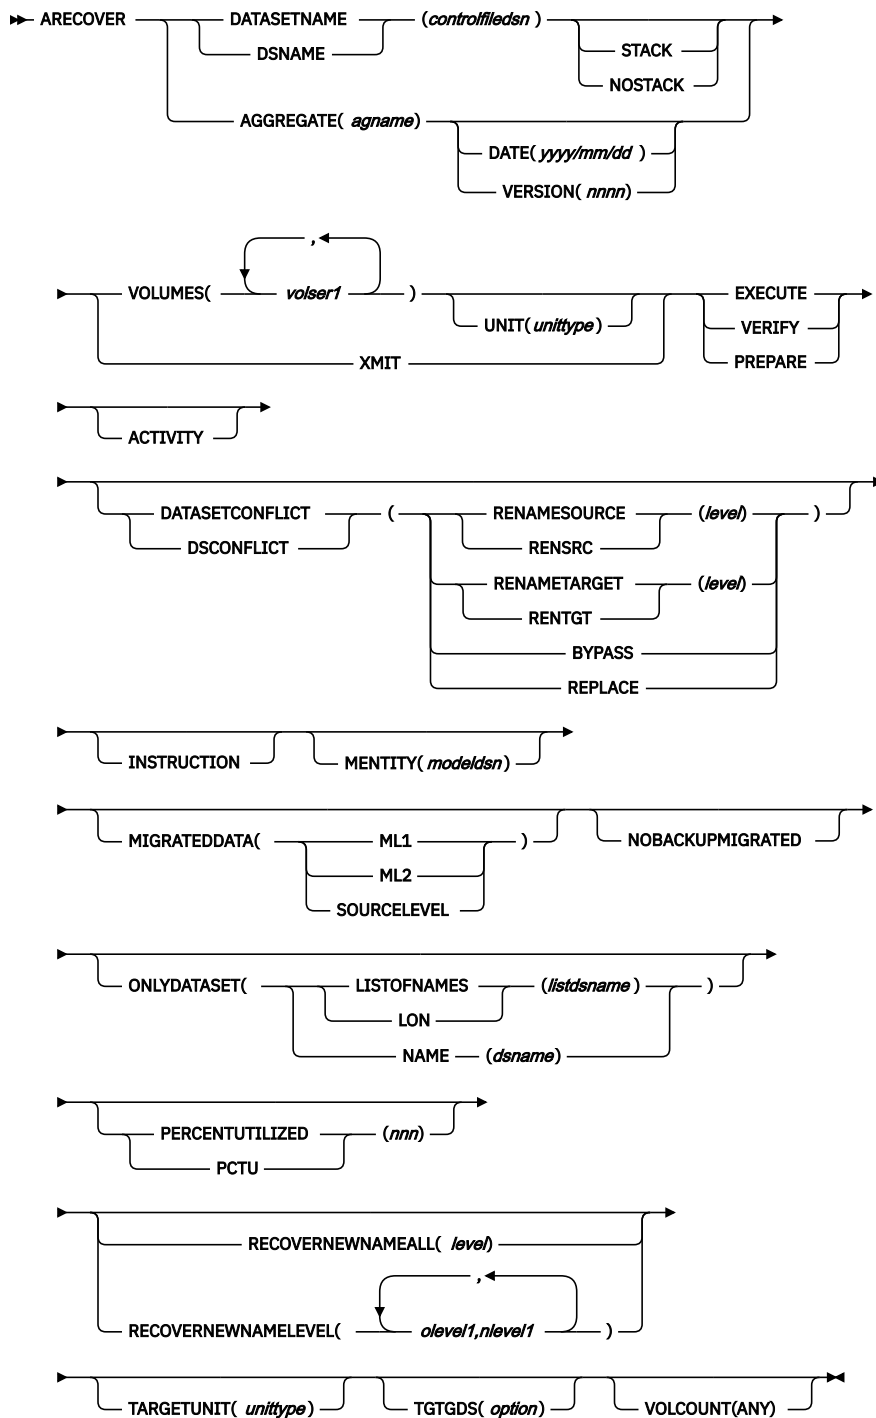 ARECOVER DATASETNAME (controlfiledsn )
DSNAME STACK
NOSTACK
AGGREGATE( agname)
DATE( yyyy/mm/dd )
VERSION( nnnn)
,
VOLUMES( volser1 ) EXECUTE
UNIT( unittype) VERIFY
XMIT PREPARE
ACTIVITY
DATASETCONFLICT ( RENAMESOURCE (level) )
DSCONFLICT RENSRC
RENAMETARGET (level)
RENTGT
BYPASS
REPLACE
INSTRUCTION MENTITY( modeldsn)
MIGRATEDDATA( ML1 ) NOBACKUPMIGRATED
ML2
SOURCELEVEL
ONLYDATASET( LISTOFNAMES (listdsname ) )
LON
NAME (dsname)
PERCENTUTILIZED (nnn)
PCTU
RECOVERNEWNAMEALL( level)
,
RECOVERNEWNAMELEVEL( olevel1,nlevel1 )
TARGETUNIT( unittype) TGTGDS( option) VOLCOUNT(ANY)